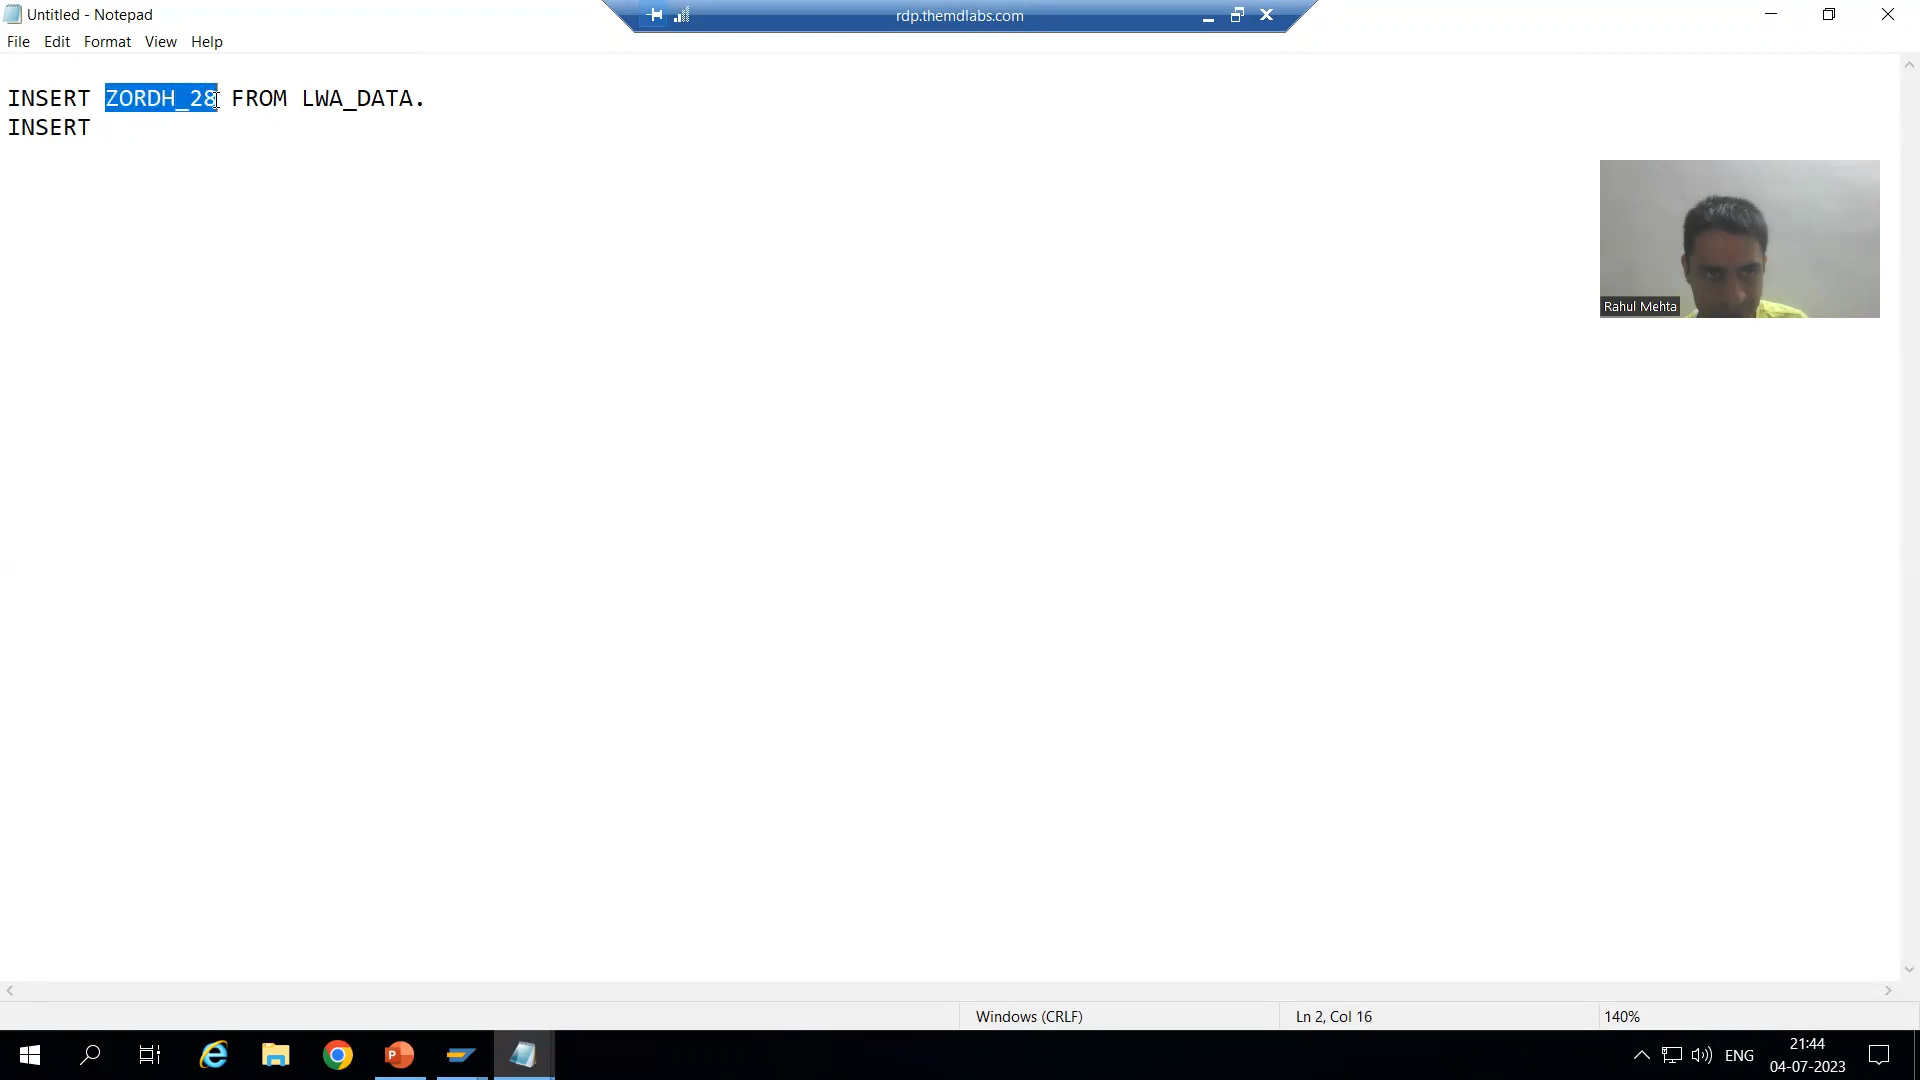 Untitled - Notepad
rdp.themdlabs.com
File Edit Format View Help
INSERT ZORDH_28 FROM LWA_DATA.
INSERT
Rahul Mehta
Windows (CRLF)
Ln 2, Col 16
140%
ENG
21:44
04-07-2023